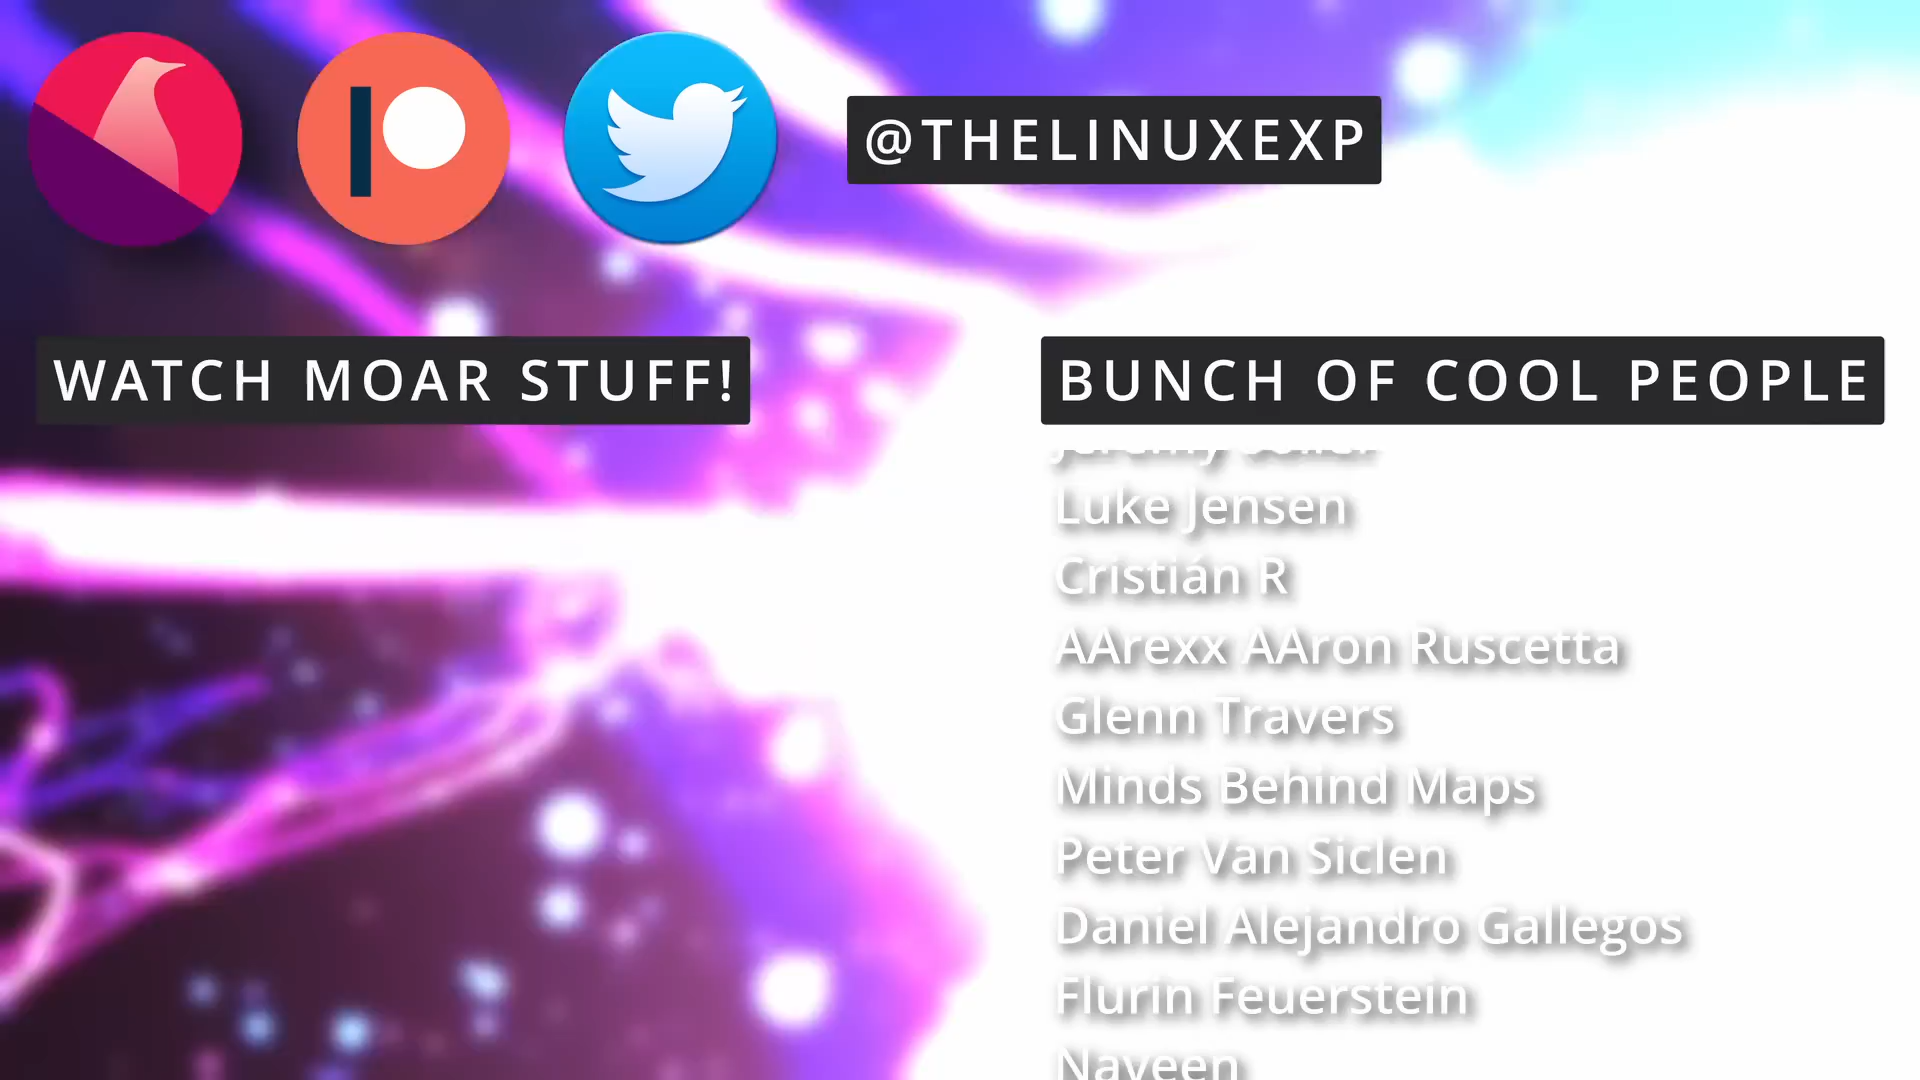 @THELINUXEXP
WATCH MOAR STUFF!
BUNCH OF COOL PEOPLE
Luke Jensen
Cristián R
AArexx AAron Ruscetta
Glenn Travers
Minds Behind Maps
Peter Van Siclen
Daniel Alejandro Gallegos
Flurin Feuerstein
Naveen